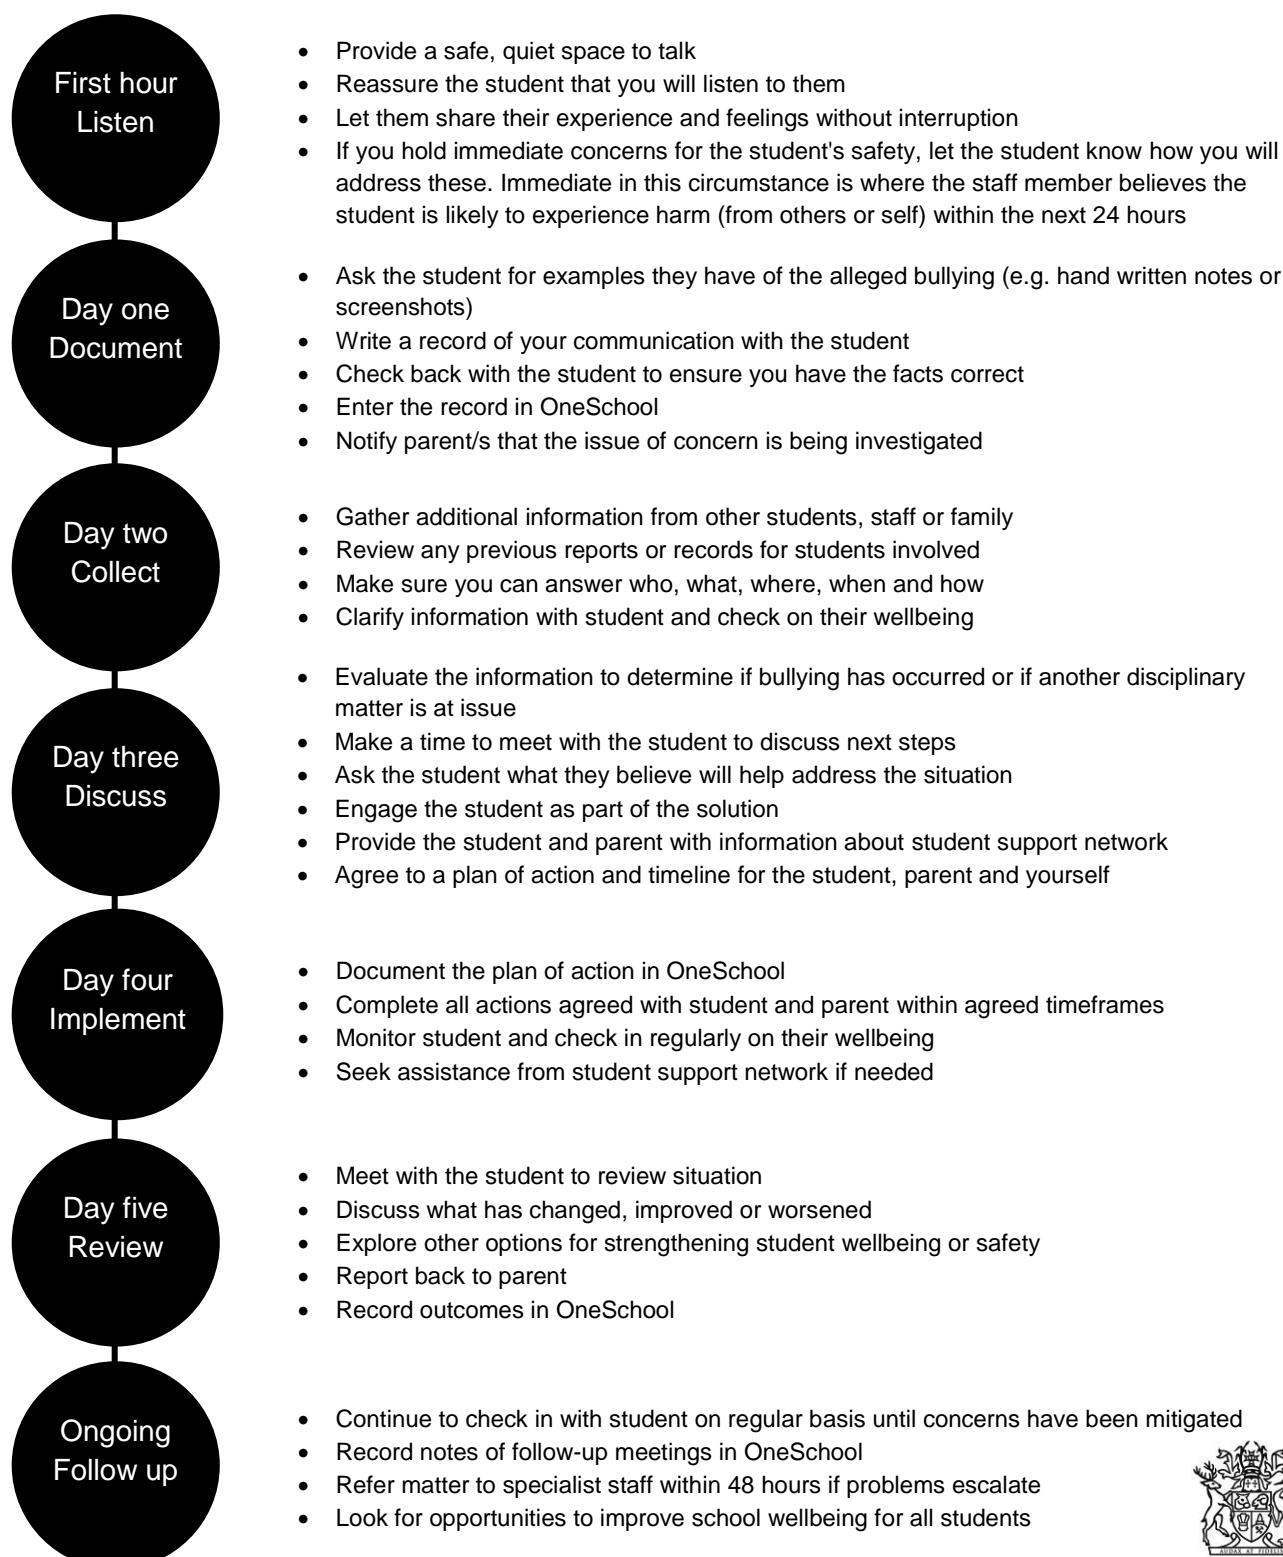 First hour
Listen
• Provide a safe, quiet space to talk
• Reassure the student that you will listen to them
• Let them share their experience and feelings without interruption
• If you hold immediate concerns for the student's safety, let the student know how you will
address these. Immediate in this circumstance is where the staff member believes the
student is likely to experience harm (from others or self) within the next 24 hours
Day one
Document
• Ask the student for examples they have of the alleged bullying (e.g. hand written notes or
screenshots)
• Write a record of your communication with the student
• Check back with the student to ensure you have the facts correct
• Enter the record in OneSchool
• Notify parent/s that the issue of concern is being investigated
Day two
Collect
• Gather additional information from other students, staff or family
• Review any previous reports or records for students involved
• Make sure you can answer who, what, where, when and how
• Clarify information with student and check on their wellbeing
Day three
Discuss
• Evaluate the information to determine if bullying has occurred or if another disciplinary
matter is at issue
• Make a time to meet with the student to discuss next steps
• Ask the student what they believe will help address the situation
• Engage the student as part of the solution
• Provide the student and parent with information about student support network
• Agree to a plan of action and timeline for the student, parent and yourself
Day four
Implement
• Document the plan of action in OneSchool
• Complete all actions agreed with student and parent within agreed timeframes
• Monitor student and check in regularly on their wellbeing
• Seek assistance from student support network if needed
Day five
Review
• Meet with the student to review situation
• Discuss what has changed, improved or worsened
• Explore other options for strengthening student wellbeing or safety
• Report back to parent
• Record outcomes in OneSchool
Ongoing
Follow up
• Continue to check in with student on regular basis until concerns have been mitigated
• Record notes of follow-up meetings in OneSchool
• Refer matter to specialist staff within 48 hours if problems escalate
• Look for opportunities to improve school wellbeing for all students
AUDAX AT